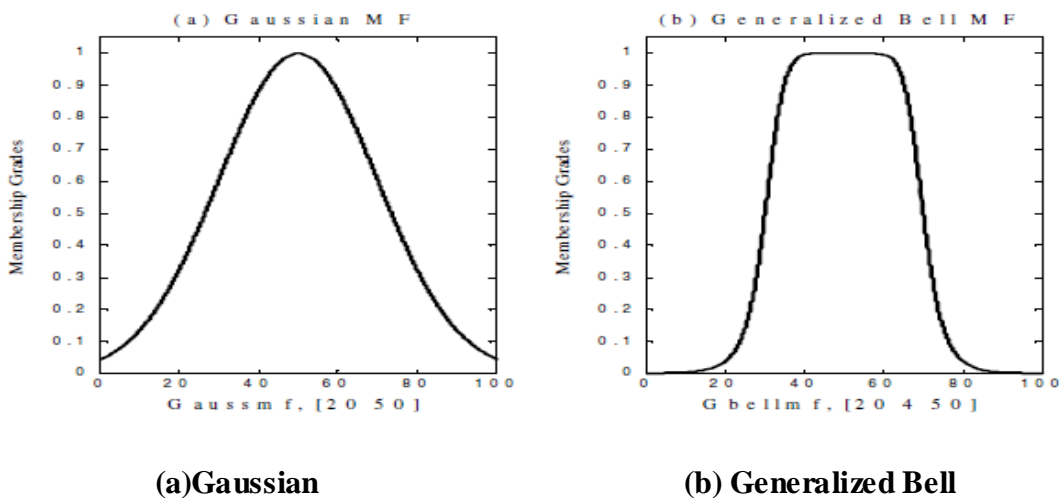 (a) Gaussian MF
Membership Grades
1
0.9
0.8
0.7
0.6
0.5
0.4
0.3
0.2
0.1
0
0 20 40 60 80 100
Gaussmf, [20 50]
(b) Generalized Bell MF
Membership Grades
1
0.9
0.8
0.7
0.6
0.5
0.4
0.3
0.2
0.1
0
0 20 40 60 80 100
Gbellmf, [20 4 50]
(a)Gaussian
(b) Generalized Bell